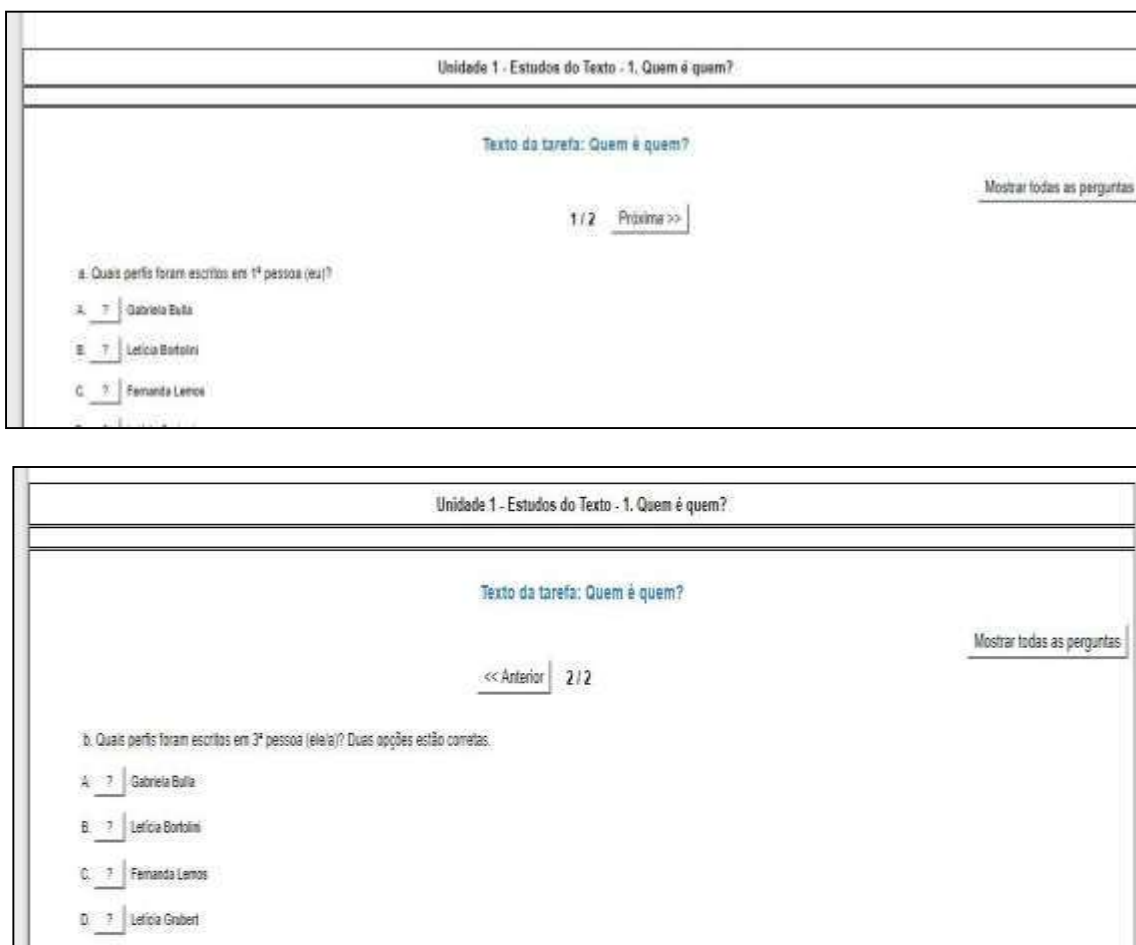 Unidade 1 - Estudos do Texto - 1. Quem é quem?
Texto da tarefa: Quem é quem?
Mostrar todas as perguntas
1 / 2 Próxima >>
a. Quais perfis foram escritos em 1ª pessoa (eu)?
A. ? Gabriela Bulla
B. ? Letícia Bortolini
C. ? Fernanda Lemos
Unidade 1 - Estudos do Texto - 1. Quem é quem?
Texto da tarefa: Quem é quem?
Mostrar todas as perguntas
<< Anterior 2 / 2
b. Quais perfis foram escritos em 3ª pessoa (ele/a)? Duas opções estão corretas.
A. ? Gabriela Bulla
B. ? Letícia Bortolini
C. ? Fernanda Lemos
D. ? Letícia Grubert